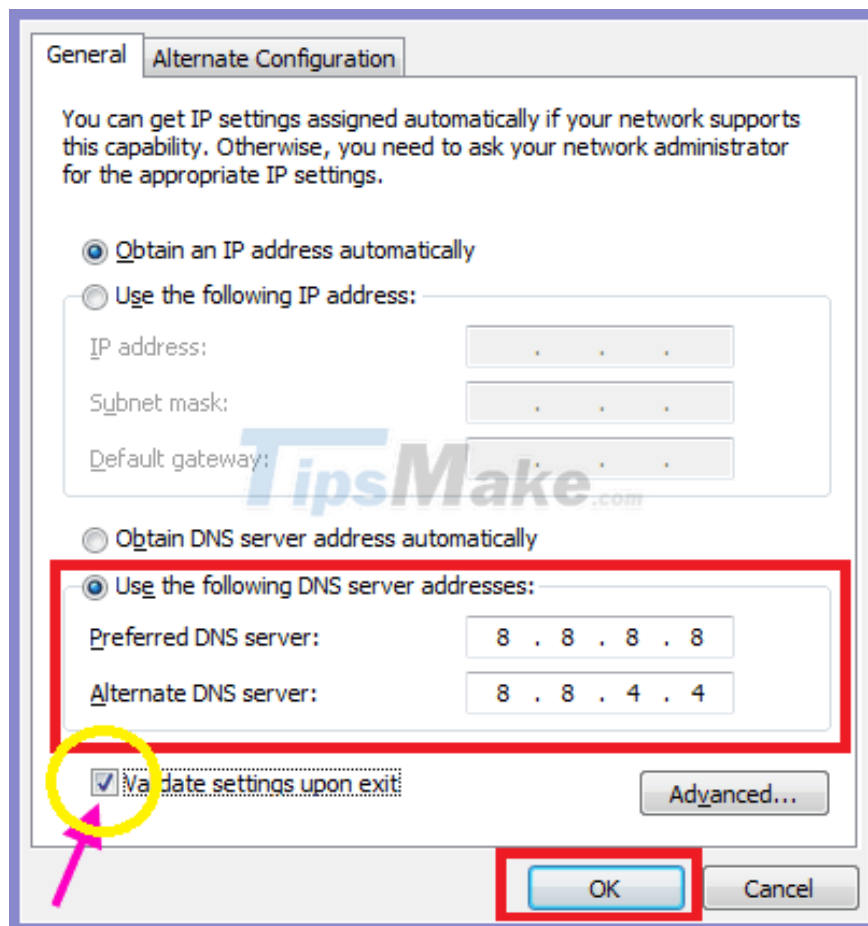 General
Alternate Configuration
You can get IP settings assigned automatically if your network supports
this capability. Otherwise, you need to ask your network administrator
for the appropriate IP settings.
Obtain an IP address automatically
Use the following IP address:
IP address:
. . .
Subnet mask:
. . .
Default gateway:
. . .
TipsMake.com
Obtain DNS server address automatically
Use the following DNS server addresses:
Preferred DNS server:
8 . 8 . 8 . 8
Alternate DNS server:
8 . 8 . 4 . 4
Validate settings upon exit
Advanced...
OK
Cancel